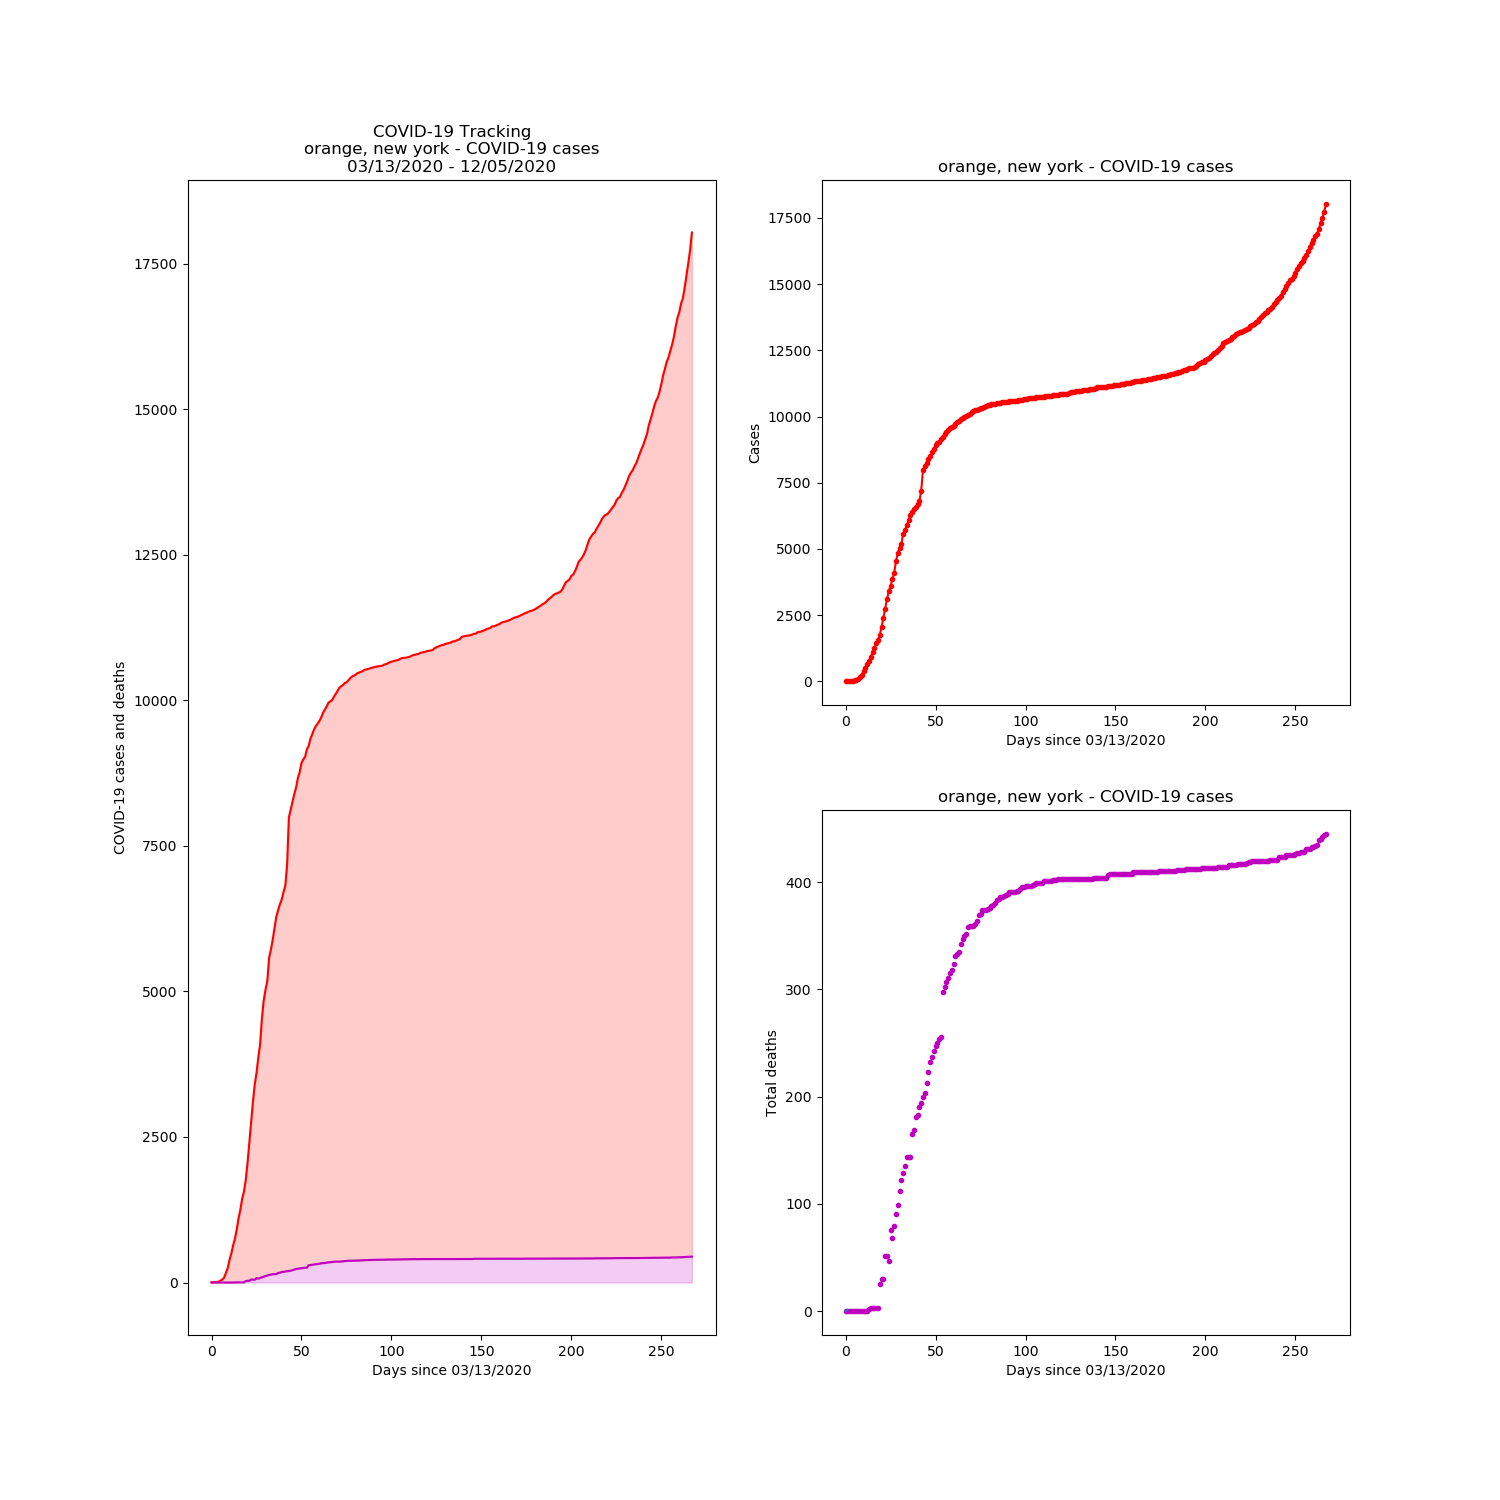 COVID-19 Tracking
orange, new york - COVID-19 cases
03/13/2020 - 12/05/2020
COVID-19 cases and deaths
17500
15000
12500
10000
7500
5000
2500
0
0 50 100 150 200 250
Days since 03/13/2020
orange, new york - COVID-19 cases
Cases
17500
15000
12500
10000
7500
5000
2500
0
0 50 100 150 200 250
Days since 03/13/2020
orange, new york - COVID-19 cases
Total deaths
400
300
200
100
0
0 50 100 150 200 250
Days since 03/13/2020